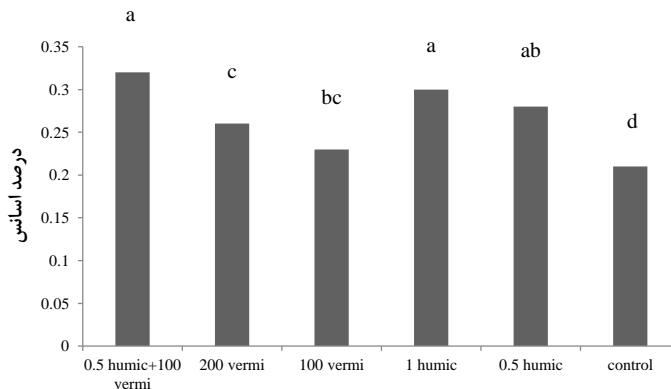 a
a
c
ab
bc
d
0.35
0.3
0.25
0.2
0.15
0.1
0.05
0
درصد اسانس
0.5 humic+100
vermi
200 vermi
100 vermi
1 humic
0.5 humic
control